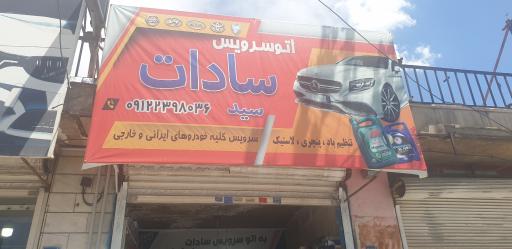 اتوسرویس
سادات
سید
۰۹۱۲۲۳۹۸۰۳۶
تنظیم باد ، پنچری ، لاستیک
سرویس کلیه خودروهای ایرانی و خارجی
به اتو سرویس سادات